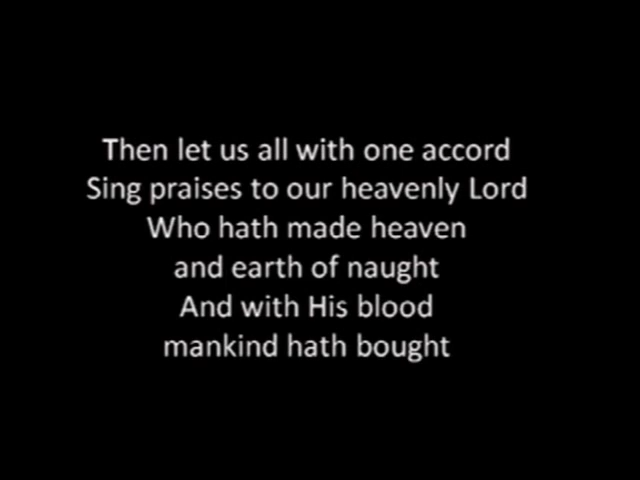 Then let us all with one accord
Sing praises to our heavenly Lord
Who hath made heaven
and earth of naught
And with His blood
mankind hath bought